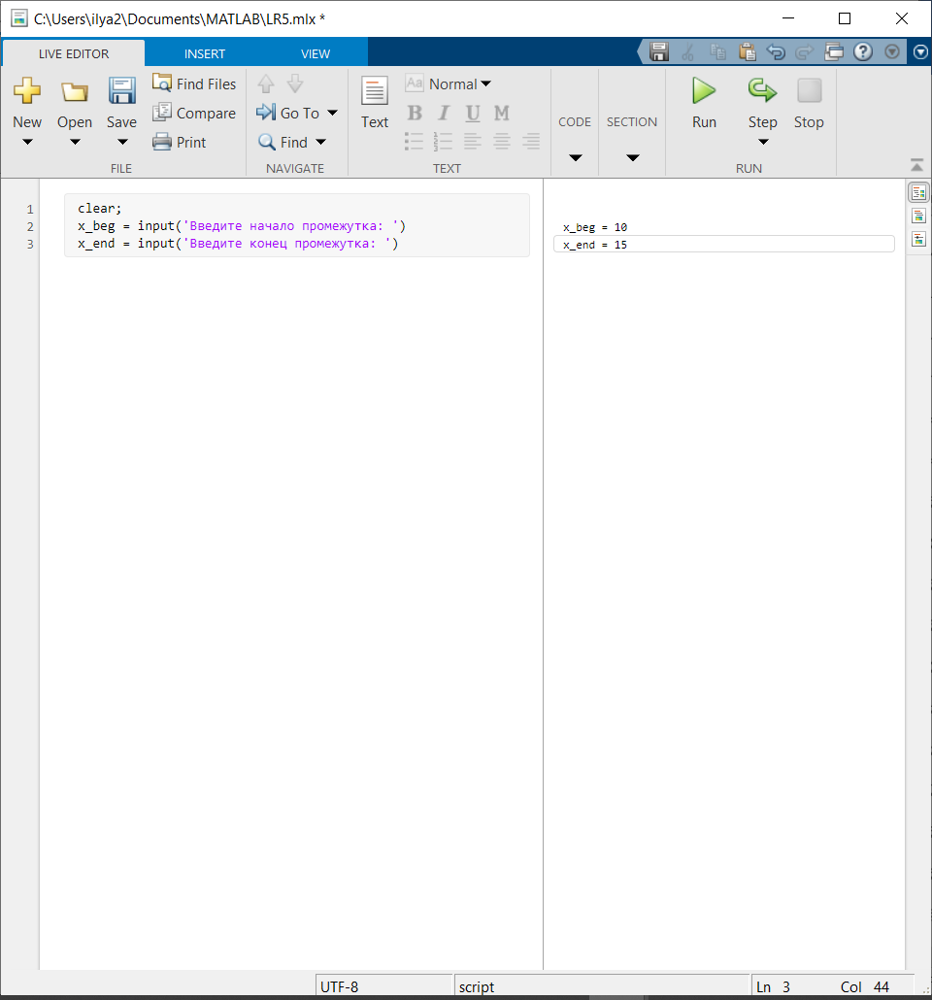 C:\Users\ilya2\Documents\MATLAB\LR5.mlx *
LIVE EDITOR INSERT VIEW
New
Open
Save
Find Files
Compare
Print
FILE
Go To
Find
NAVIGATE
Text
Aa Normal
B I U M
TEXT
CODE
SECTION
Run
Step
Stop
RUN
1 clear;
2 x_beg = input('Введите начало промежутка: ')
3 x_end = input('Введите конец промежутка: ')
x_beg = 10
x_end = 15
UTF-8 script Ln 3 Col 44